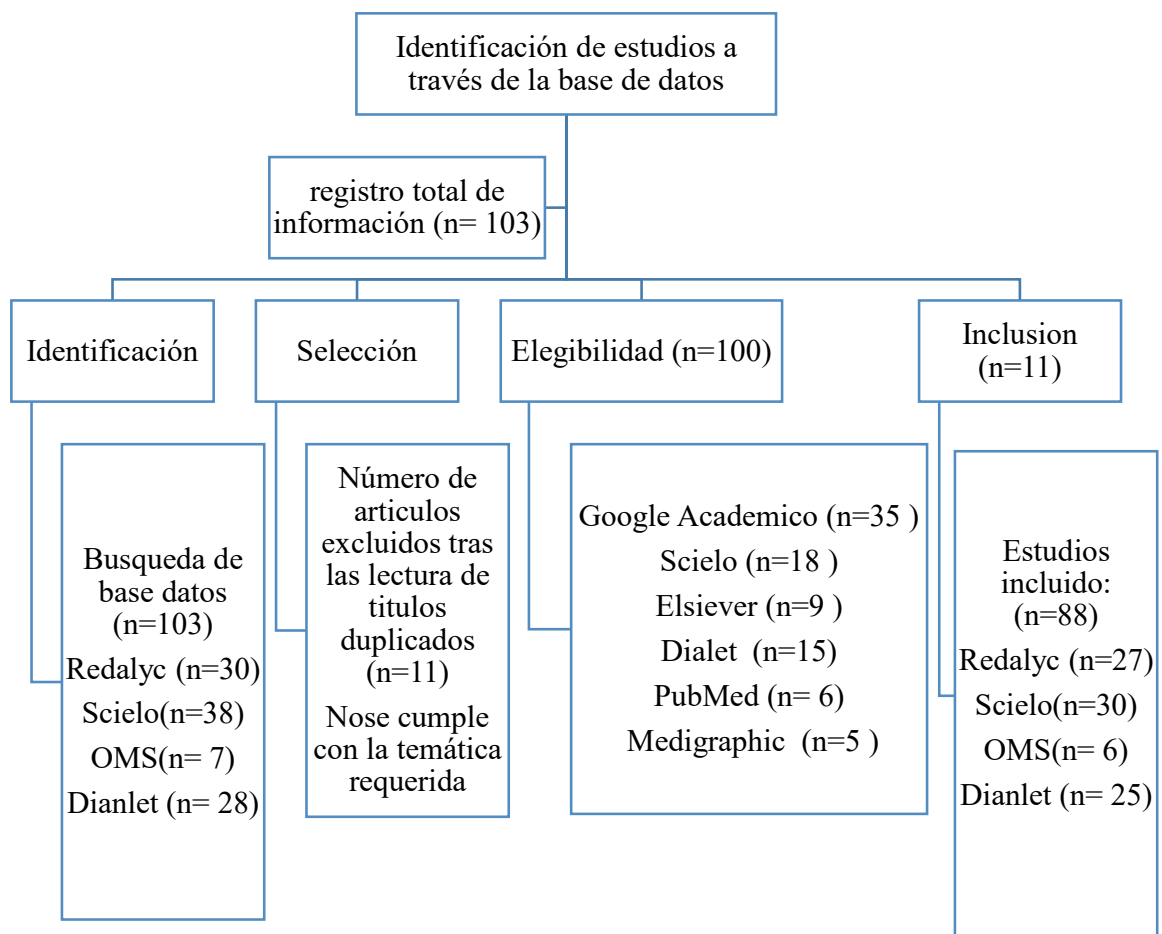 Identificación de estudios a
través de la base de datos
registro total de
información (n= 103)
Identificación
Selección
Elegibilidad (n=100)
Inclusion
(n=11)
Busqueda de
base datos
(n=103)
Redalyc (n=30)
Scielo(n=38)
OMS(n= 7)
Dianlet (n= 28)
Número de
articulos
excluidos tras
las lectura de
titulos
duplicados
(n=11)
Nose cumple
con la temática
requerida
Google Academico (n=35 )
Scielo (n=18 )
Elsiever (n=9 )
Dialet  (n=15)
PubMed (n= 6)
Medigraphic  (n=5 )
Estudios
incluido:
(n=88)
Redalyc (n=27)
Scielo(n=30)
OMS(n= 6)
Dianlet (n= 25)